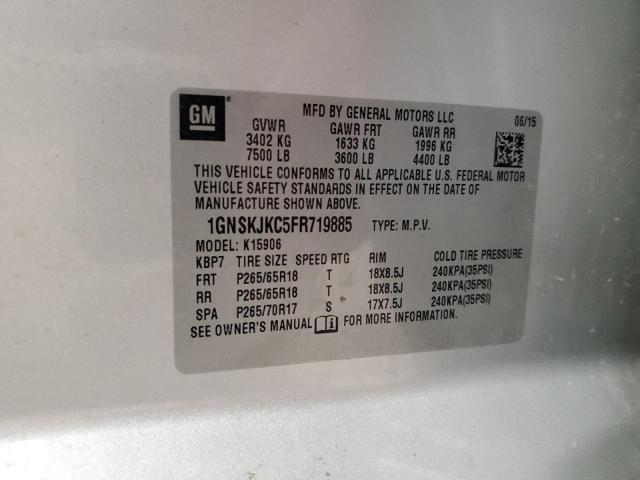 GM
MFD BY GENERAL MOTORS LLC 06/15
GVWR GAWR FRT GAWR RR
3402 KG 1633 KG 1996 KG
7500 LB 3600 LB 4400 LB
THIS VEHICLE CONFORMS TO ALL APPLICABLE U.S. FEDERAL MOTOR
VEHICLE SAFETY STANDARDS IN EFFECT ON THE DATE OF
MANUFACTURE SHOWN ABOVE.
1GNSKJKC5FR719885 TYPE: M.P.V.
MODEL: K15906
KBP7 TIRE SIZE SPEED RTG RIM COLD TIRE PRESSURE
FRT P265/65R18 T 18X8.5J 240KPA(35PSI)
RR P265/65R18 T 18X8.5J 240KPA(35PSI)
SPA P265/70R17 S 17X7.5J 240KPA(35PSI)
SEE OWNER'S MANUAL FOR MORE INFORMATION.